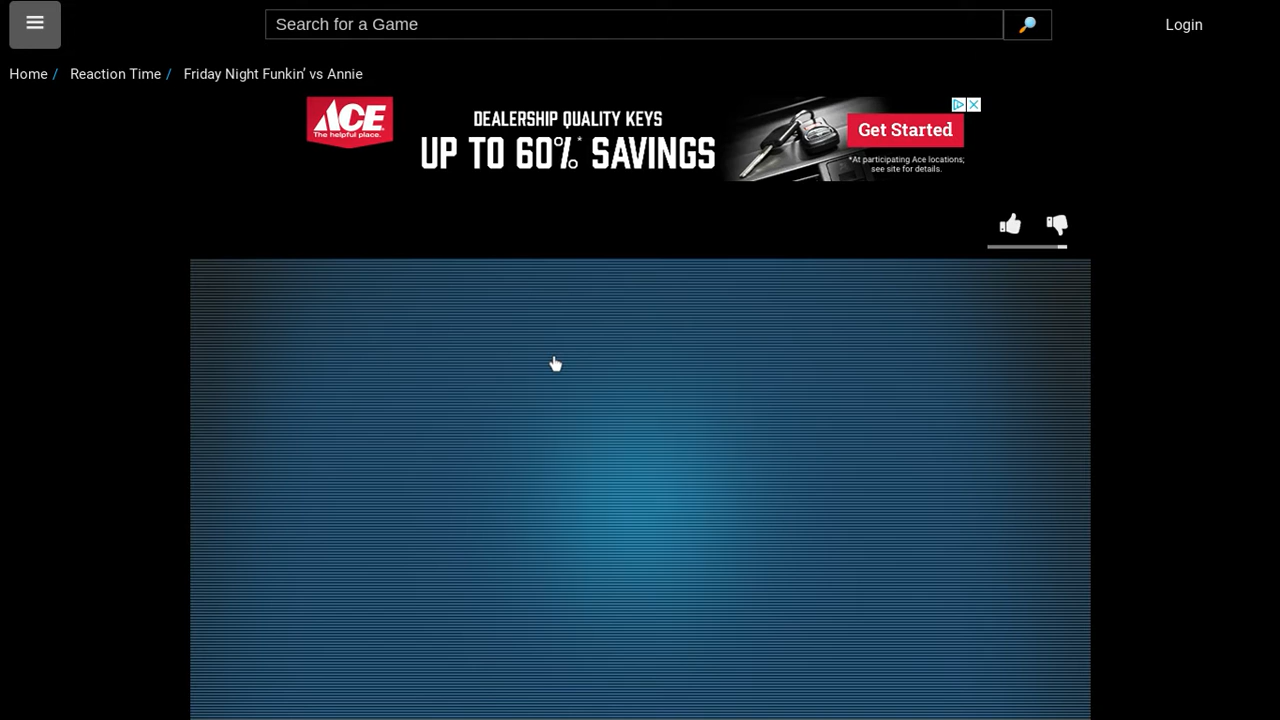 Search for a Game
Login
Home / Reaction Time / Friday Night Funkin’ vs Annie
ACE
The helpful place.
DEALERSHIP QUALITY KEYS
UP TO 60%* SAVINGS
Get Started
*At participating Ace locations;
see site for details.